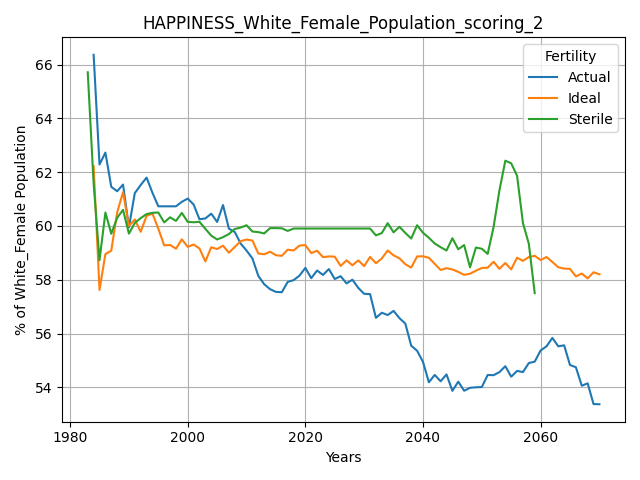 HAPPINESS_White_Female_Population_scoring_2
Fertility
Actual
Ideal
Sterile
% of White_Female Population
66
64
62
60
58
56
54
1980
2000
2020
2040
2060
Years